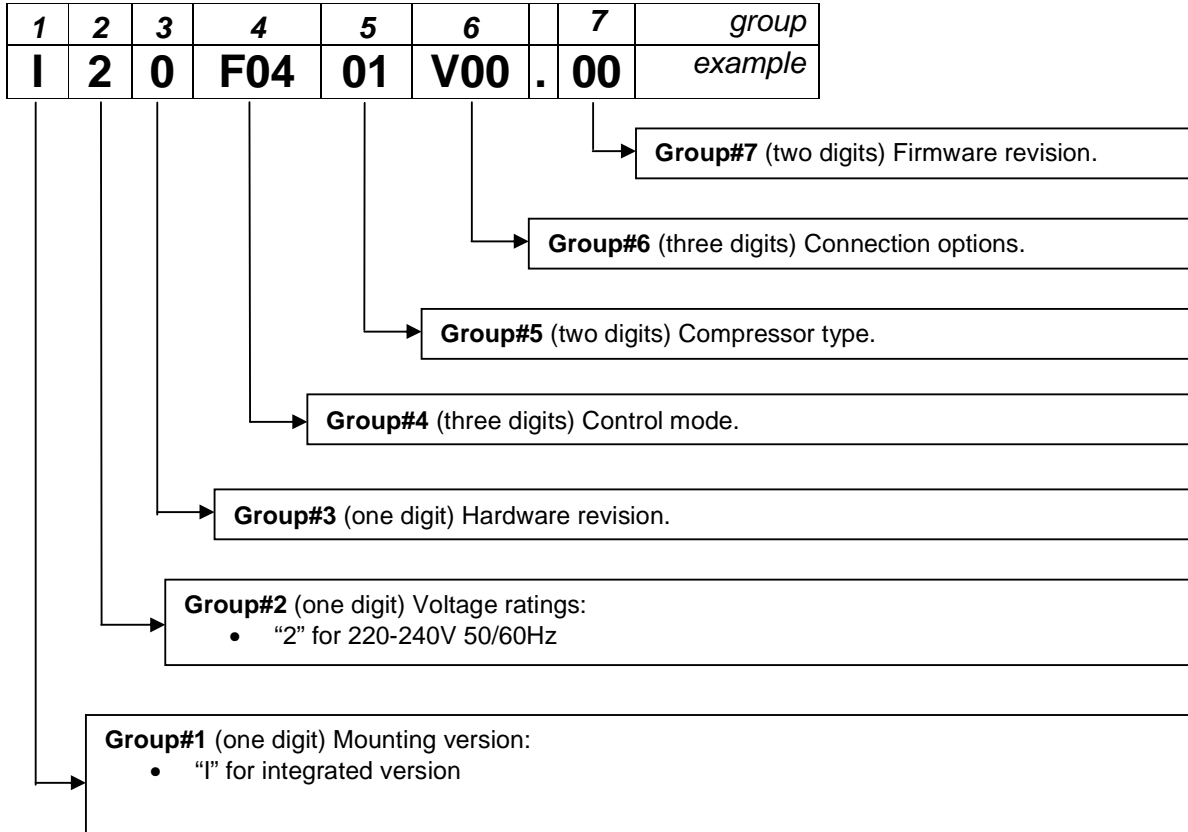 1 2 3 4 5 6 7 group
I 2 0 F04 01 V00 . 00 example
Group#7 (two digits) Firmware revision.
Group#6 (three digits) Connection options.
Group#5 (two digits) Compressor type.
Group#4 (three digits) Control mode.
Group#3 (one digit) Hardware revision.
Group#2 (one digit) Voltage ratings:
• “2” for 220-240V 50/60Hz
Group#1 (one digit) Mounting version:
• “I” for integrated version